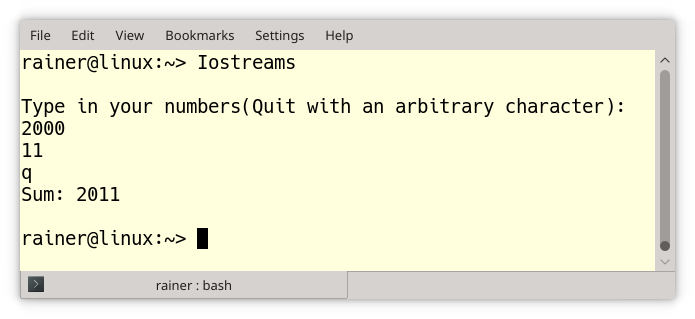 File Edit View Bookmarks Settings Help
rainer@linux:~> Iostreams
Type in your numbers(Quit with an arbitrary character):
2000
11
q
Sum: 2011
rainer@linux:~>
rainer : bash